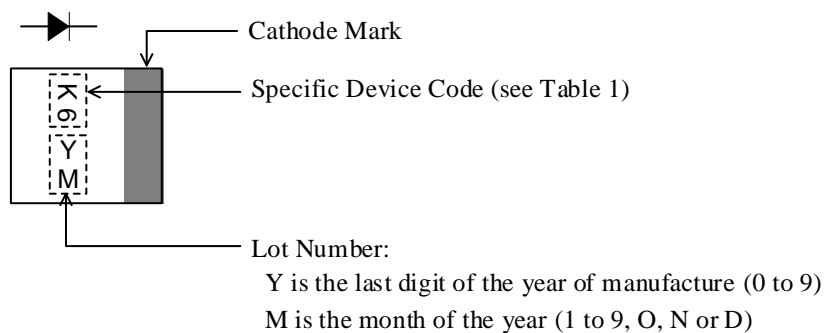 Cathode Mark
Specific Device Code (see Table 1)
K6
Y
M
Lot Number:
Y is the last digit of the year of manufacture (0 to 9)
M is the month of the year (1 to 9, O, N or D)